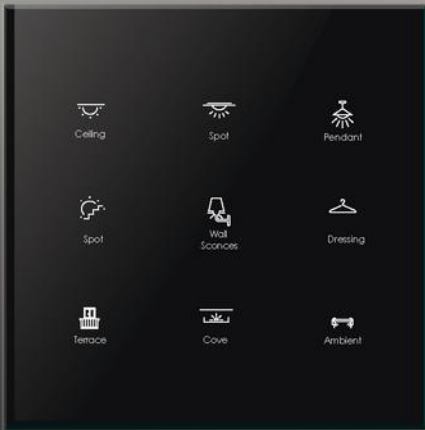 Ceiling
Spot
Pendant
Spot
Wall
Sconces
Dressing
Terrace
Cove
Ambient